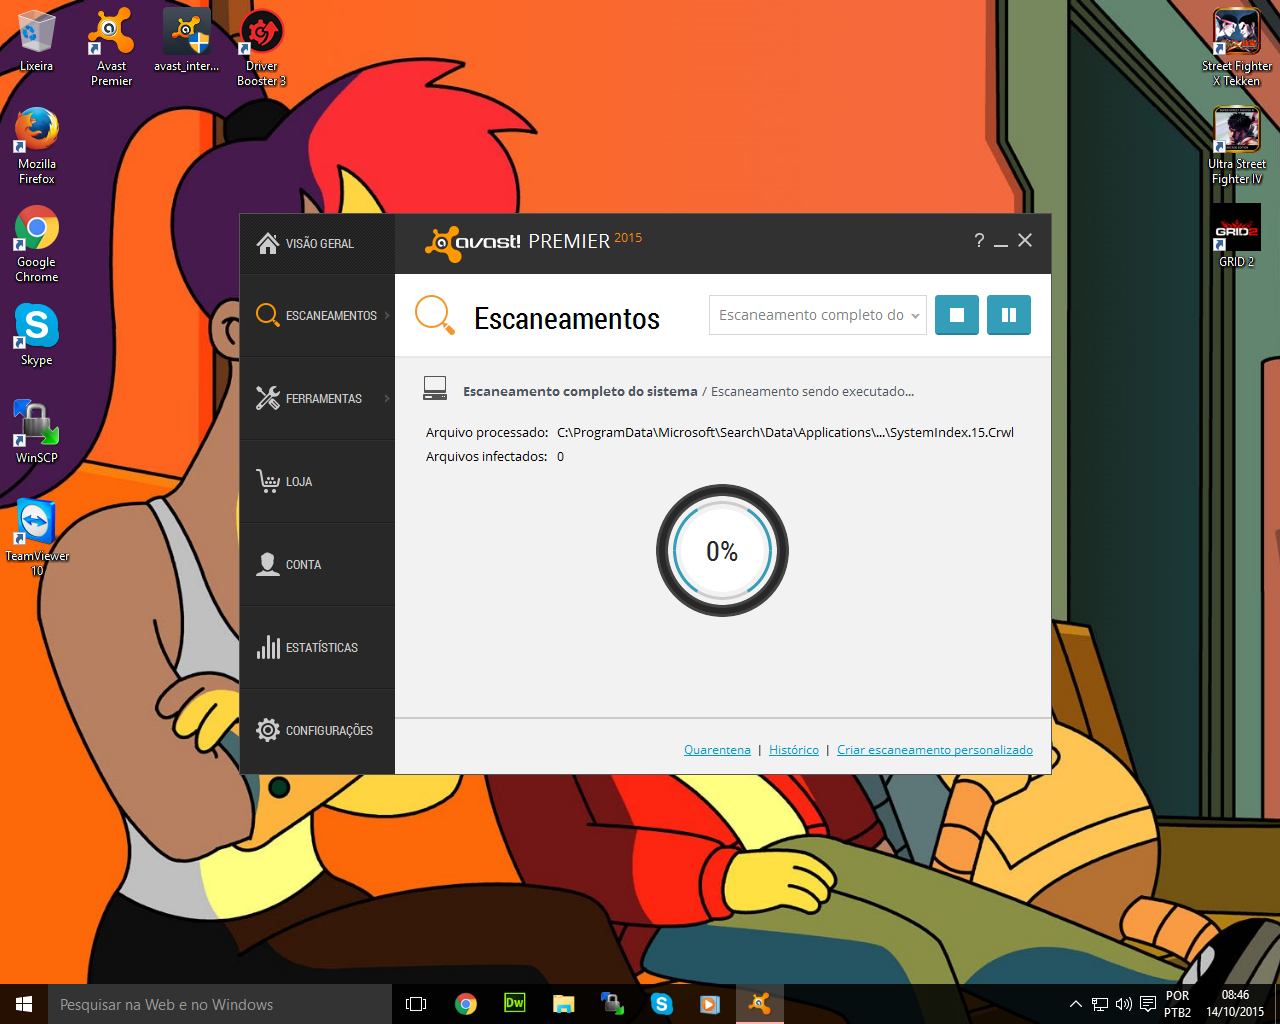 Lixeira
Avast
Premier
avast_inter...
Driver
Booster 3
Mozilla
Firefox
Google
Chrome
Skype
WinSCP
TeamViewer
10
Street Fighter
X Tekken
Ultra Street
Fighter IV
GRID 2
GRID 2
VISÃO GERAL
ESCANEAMENTOS
FERRAMENTAS
LOJA
CONTA
ESTATÍSTICAS
CONFIGURAÇÕES
avast! PREMIER 2015
?
Escaneamentos
Escaneamento completo do
Escaneamento completo do sistema / Escaneamento sendo executado...
Arquivo processado: C:\ProgramData\Microsoft\Search\Data\Applications\...\SystemIndex.15.Crwl
Arquivos infectados: 0
0%
Quarentena | Histórico | Criar escaneamento personalizado
Pesquisar na Web e no Windows
Dw
POR
PTB2
08:46
14/10/2015